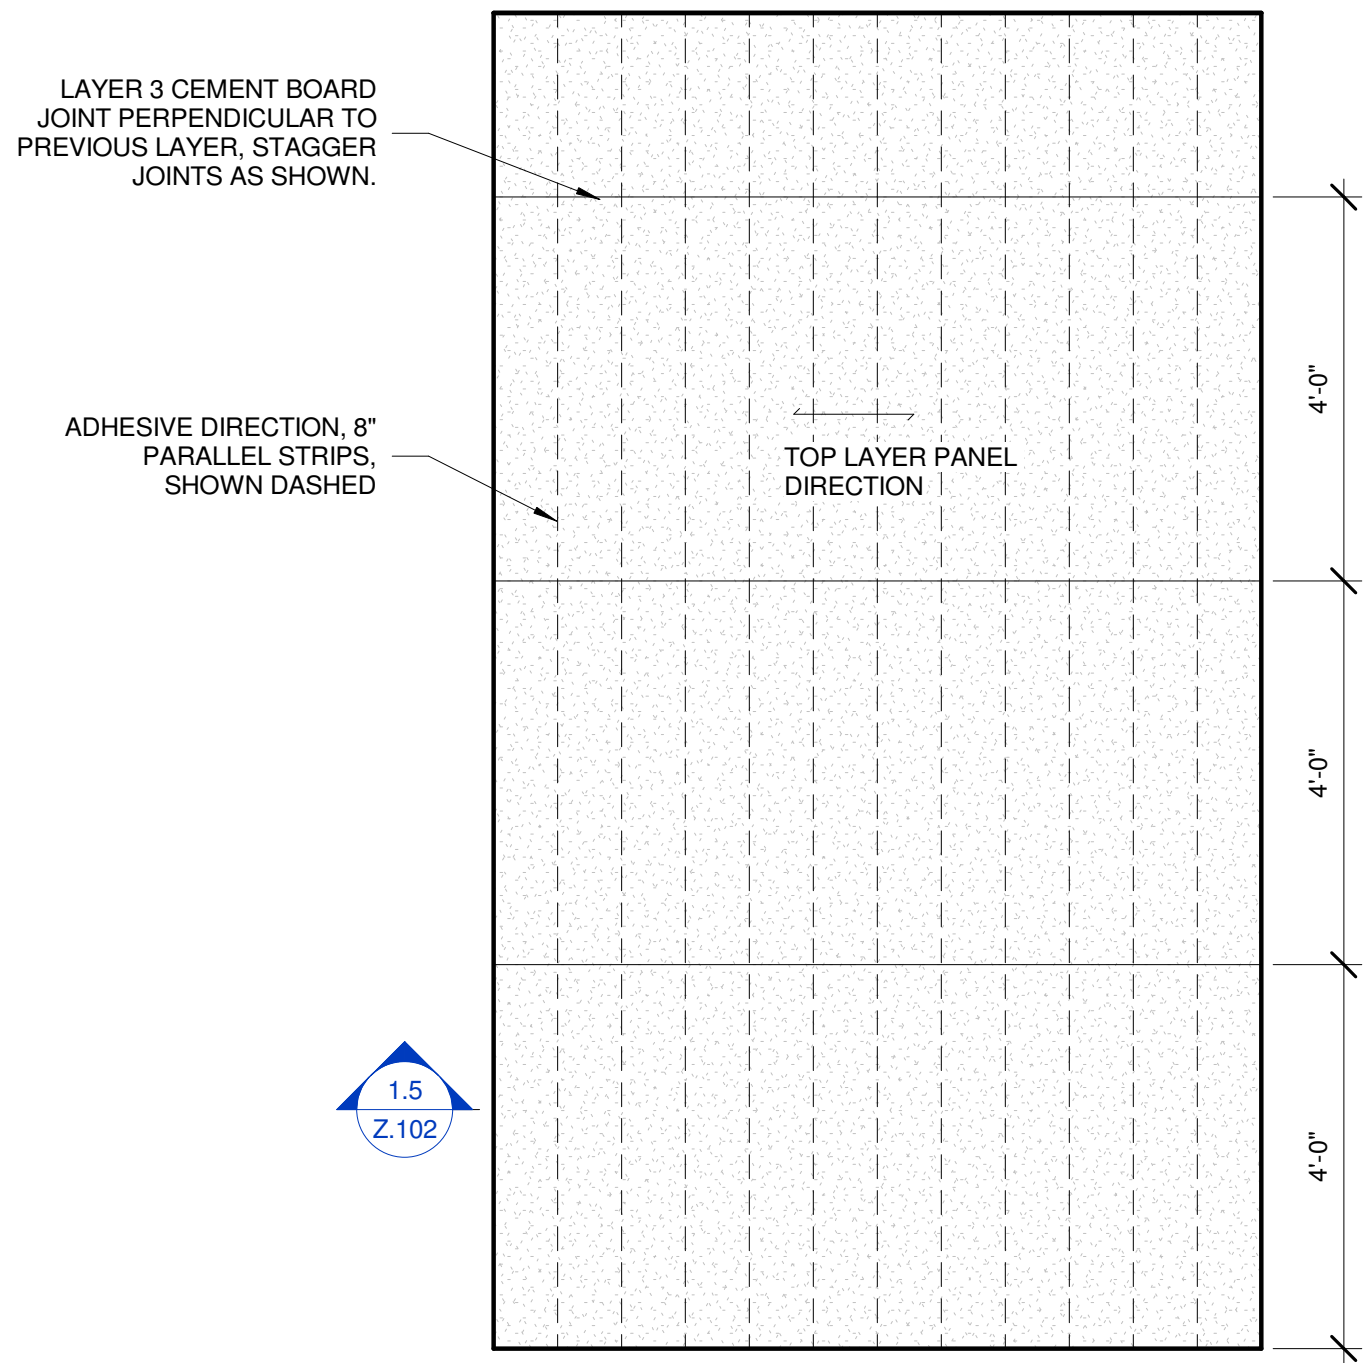 LAYER 3 CEMENT BOARD
JOINT PERPENDICULAR TO
PREVIOUS LAYER, STAGGER
JOINTS AS SHOWN.
4'-0"
ADHESIVE DIRECTION, 8"
PARALLEL STRIPS,
SHOWN DASHED
TOP LAYER PANEL
DIRECTION
4'-0"
1.5
Z.102
4'-0"